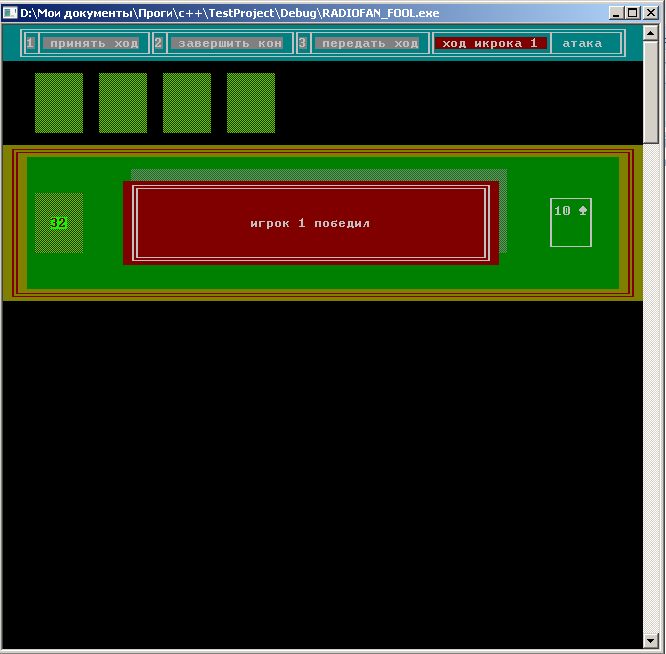 D:\Мои документы\Проги\c++\TestProject\Debug\RADIOFAN_FOOL.exe
1 принять ход 2 завершить кон 3 передать ход ход икрока 1 атака
32 игрок 1 победил 10 ♠